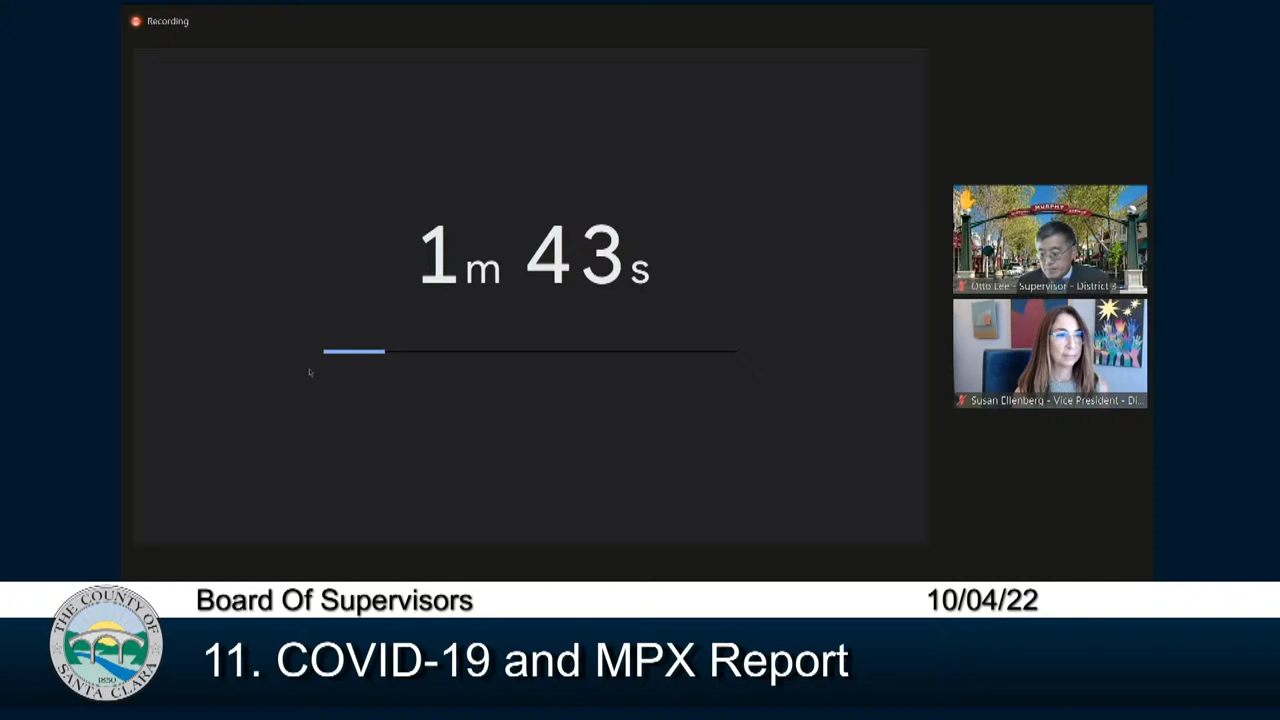 Recording
1m 43s
MURPHY
Otto Lee - Supervisor - District 3 -
Susan Ellenberg - Vice President - Di...
Board Of Supervisors
10/04/22
11. COVID-19 and MPX Report
THE COUNTY OF
SANTA CLARA
1850